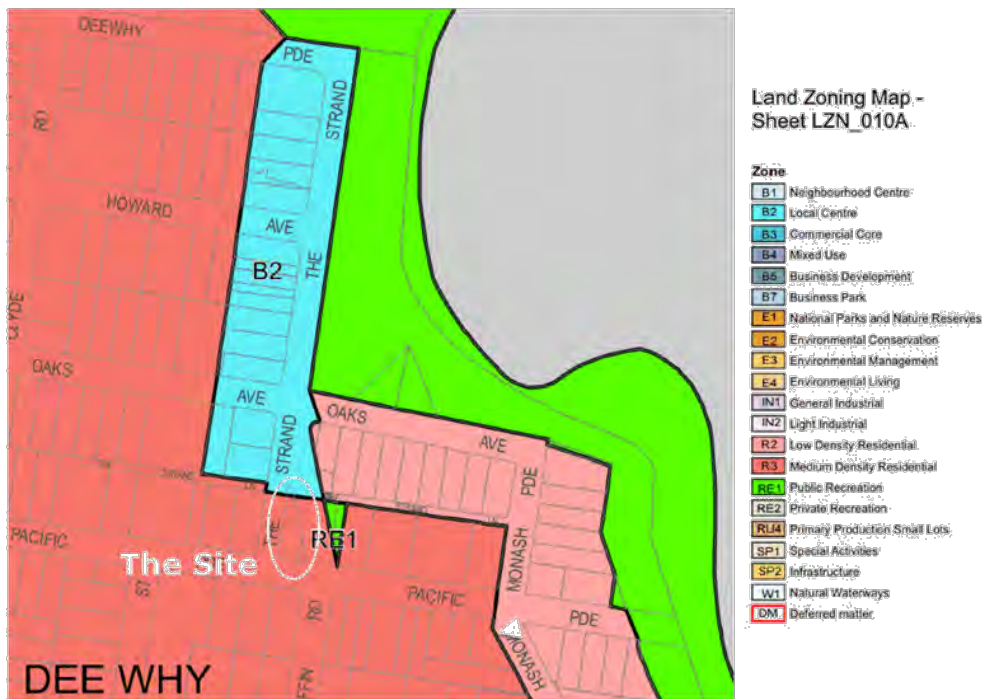 DEEWHY
PDE
STRAND
RD
HOWARD
AVE
THE
B2
CLYDE
OAKS
AVE
STRAND
OAKS
AVE
PDE
THE
RE1
PACIFIC
The Site
ST
RD
PACIFIC
MONASH
PDE
MONASH
DEE WHY
FFIN
Land Zoning Map -
Sheet LZN_010A
Zone
B1 Neighbourhood Centre
B2 Local Centre
B3 Commercial Core
B4 Mixed Use
B5 Business Development
B7 Business Park
E1 National Parks and Nature Reserves
E2 Environmental Conservation
E3 Environmental Management
E4 Environmental Living
IN1 General Industrial
IN2 Light Industrial
R2 Low Density Residential
R3 Medium Density Residential
RE1 Public Recreation
RE2 Private Recreation
RU4 Primary Production Small Lots
SP1 Special Activities
SP2 Infrastructure
W1 Natural Waterways
DM Deferred matter